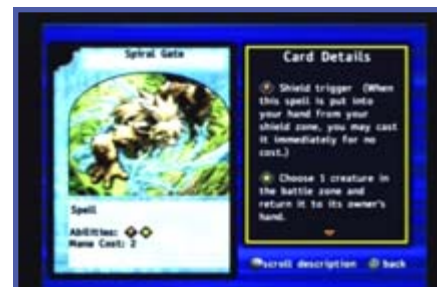 Spiral Gate
Spell
Abilities:
Mana Cost: 2
Card Details
Shield trigger (When
this spell is put into
your hand from your
shield zone, you may cast
it immediately for no
cost.)
Choose 1 creature in
the battle zone and
return it to its owner's
hand.
scroll description back